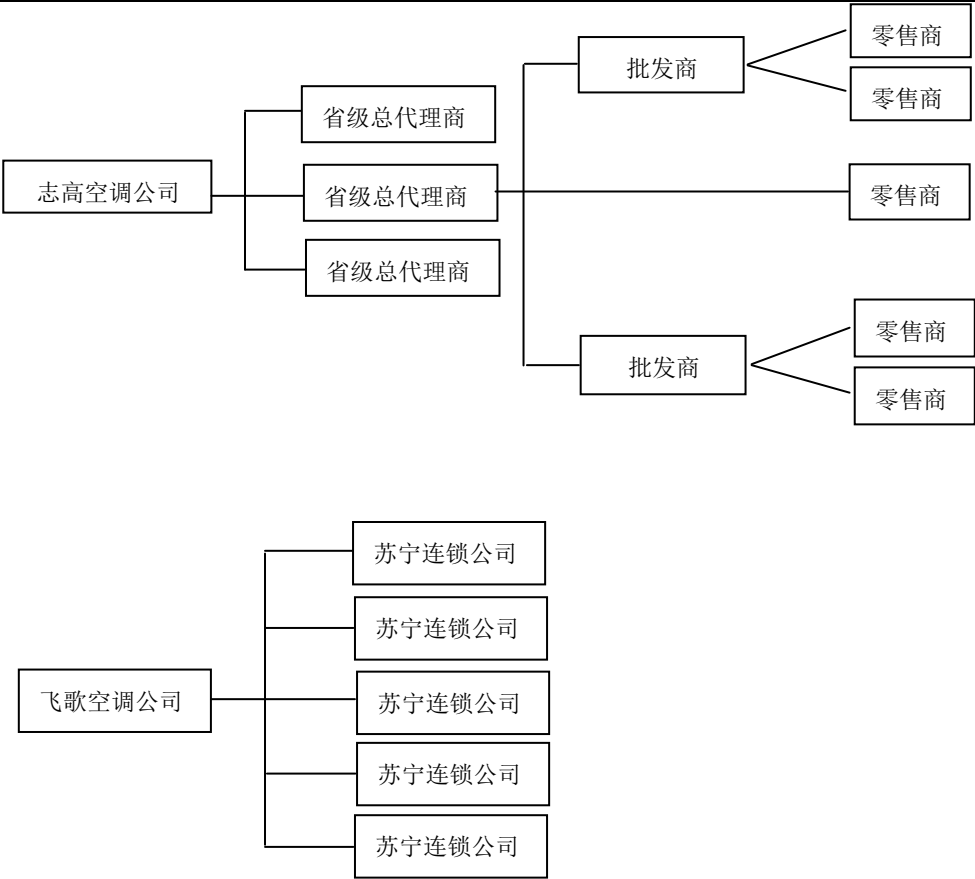 零售商
批发商
零售商
省级总代理商
志高空调公司
省级总代理商
零售商
省级总代理商
零售商
批发商
零售商
苏宁连锁公司
苏宁连锁公司
飞歌空调公司
苏宁连锁公司
苏宁连锁公司
苏宁连锁公司